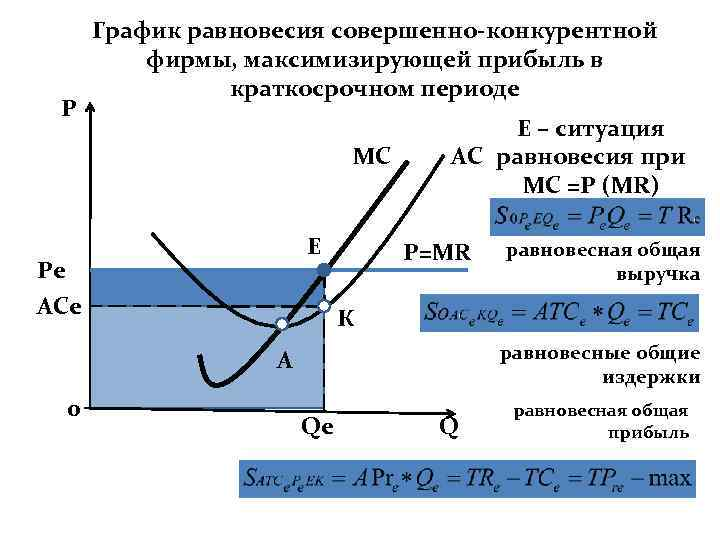 График равновесия совершенно-конкурентной
фирмы, максимизирующей прибыль в
краткосрочном периоде
P
E – ситуация
MC AC равновесия при
MC =P (MR)
S0PₑEQₑ = PₑQₑ = T Rₑ
E
P=MR
равновесная общая
выручка
Pe
ACe
K
SoACₑKQₑ = ATCₑ*Qₑ = TCₑ
A
равновесные общие
издержки
0
Qe
Q
равновесная общая
прибыль
SATCₑPₑEK = APrₑ*Qₑ = TRₑ – TCₑ = TPrₑ – max